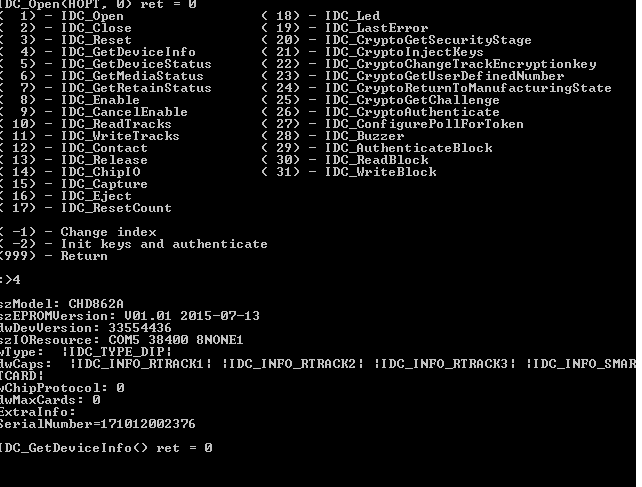 IDC_Open(HOPT, 0) ret = 0
( 1) - IDC_Open ( 18) - IDC_Led
( 2) - IDC_Close ( 19) - IDC_LastError
( 3) - IDC_Reset ( 20) - IDC_CryptoGetSecurityStage
( 4) - IDC_GetDeviceInfo ( 21) - IDC_CryptoInjectKeys
( 5) - IDC_GetDeviceStatus ( 22) - IDC_CryptoChangeTrackEncryptionkey
( 6) - IDC_GetMediaStatus ( 23) - IDC_CryptoGetUserDefinedNumber
( 7) - IDC_GetRetainStatus ( 24) - IDC_CryptoReturnToManufacturingState
( 8) - IDC_Enable ( 25) - IDC_CryptoGetChallenge
( 9) - IDC_CancelEnable ( 26) - IDC_CryptoAuthenticate
( 10) - IDC_ReadTracks ( 27) - IDC_ConfigurePollForToken
( 11) - IDC_WriteTracks ( 28) - IDC_Buzzer
( 12) - IDC_Contact ( 29) - IDC_AuthenticateBlock
( 13) - IDC_Release ( 30) - IDC_ReadBlock
( 14) - IDC_ChipIO ( 31) - IDC_WriteBlock
( 15) - IDC_Capture
( 16) - IDC_Eject
( 17) - IDC_ResetCount
( -1) - Change index
( -2) - Init keys and authenticate
(999) - Return
:>4
szModel: CHD862A
szEPROMVersion: V01.01 2015-07-13
dwDevVersion: 33554436
szIOResource: COM5 38400 8NONE1
wType: |IDC_TYPE_DIP|
dwCaps: |IDC_INFO_RTRACK1| |IDC_INFO_RTRACK2| |IDC_INFO_RTRACK3| |IDC_INFO_SMAR
TCARD|
wChipProtocol: 0
dwMaxCards: 0
ExtraInfo:
SerialNumber=171012002376
IDC_GetDeviceInfo() ret = 0